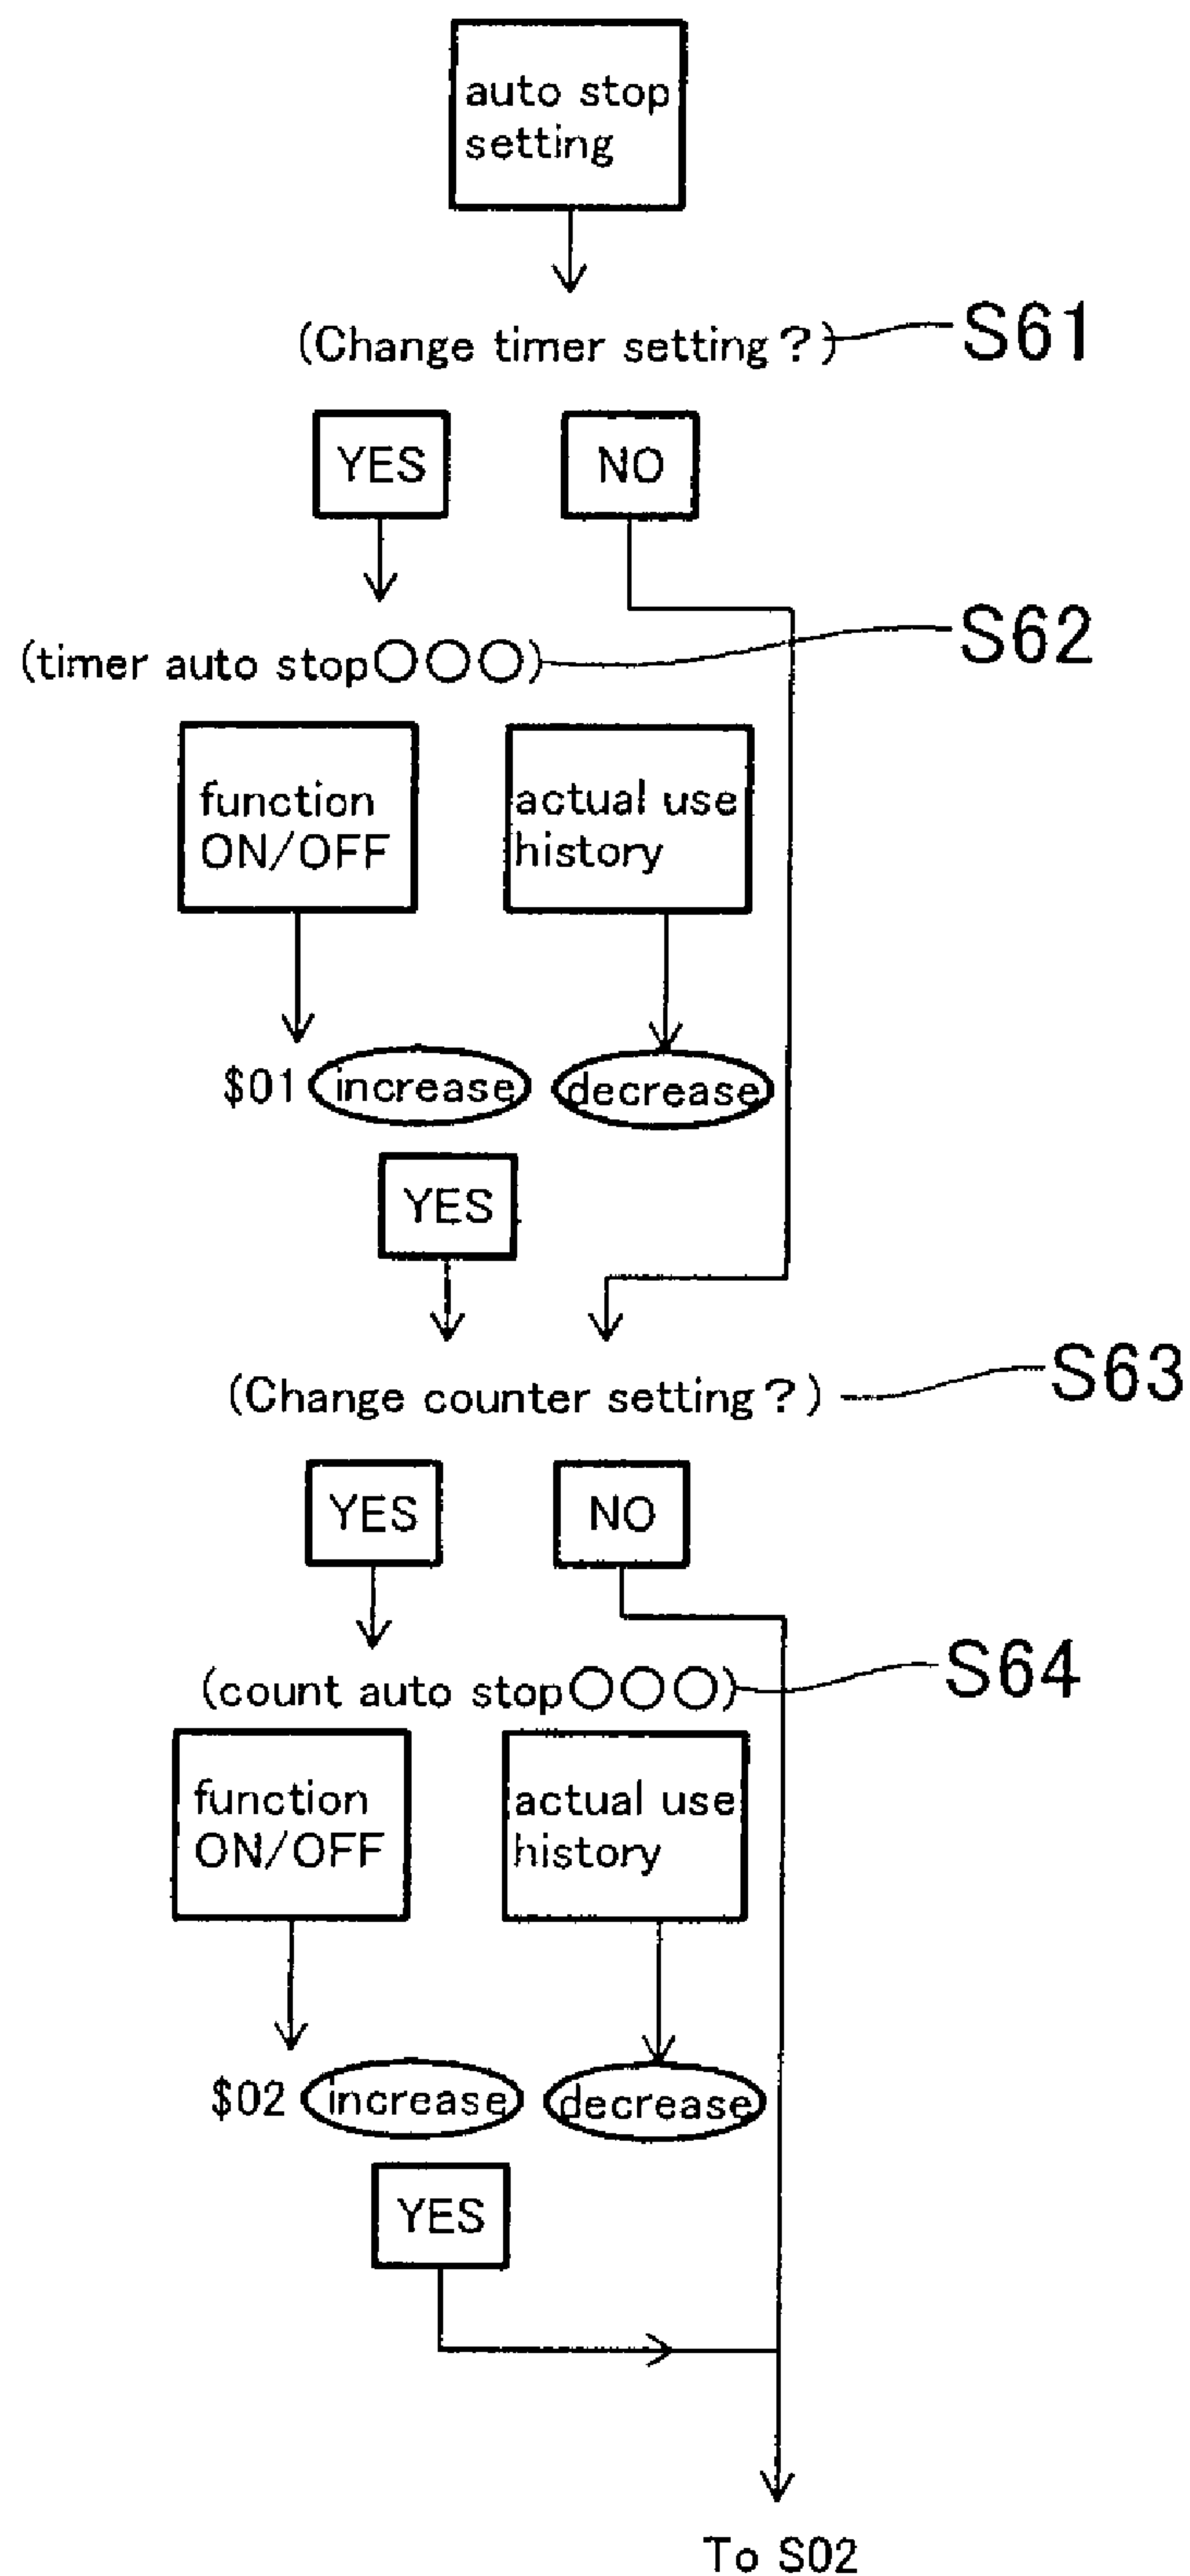 auto stop
setting
(Change timer setting?)
S61
YES
NO
(timer auto stop○○○)
S62
function
ON/OFF
actual use
history
$01
increase
decrease
YES
(Change counter setting?)
S63
YES
NO
(count auto stop○○○)
S64
function
ON/OFF
actual use
history
$02
increase
decrease
YES
To S02